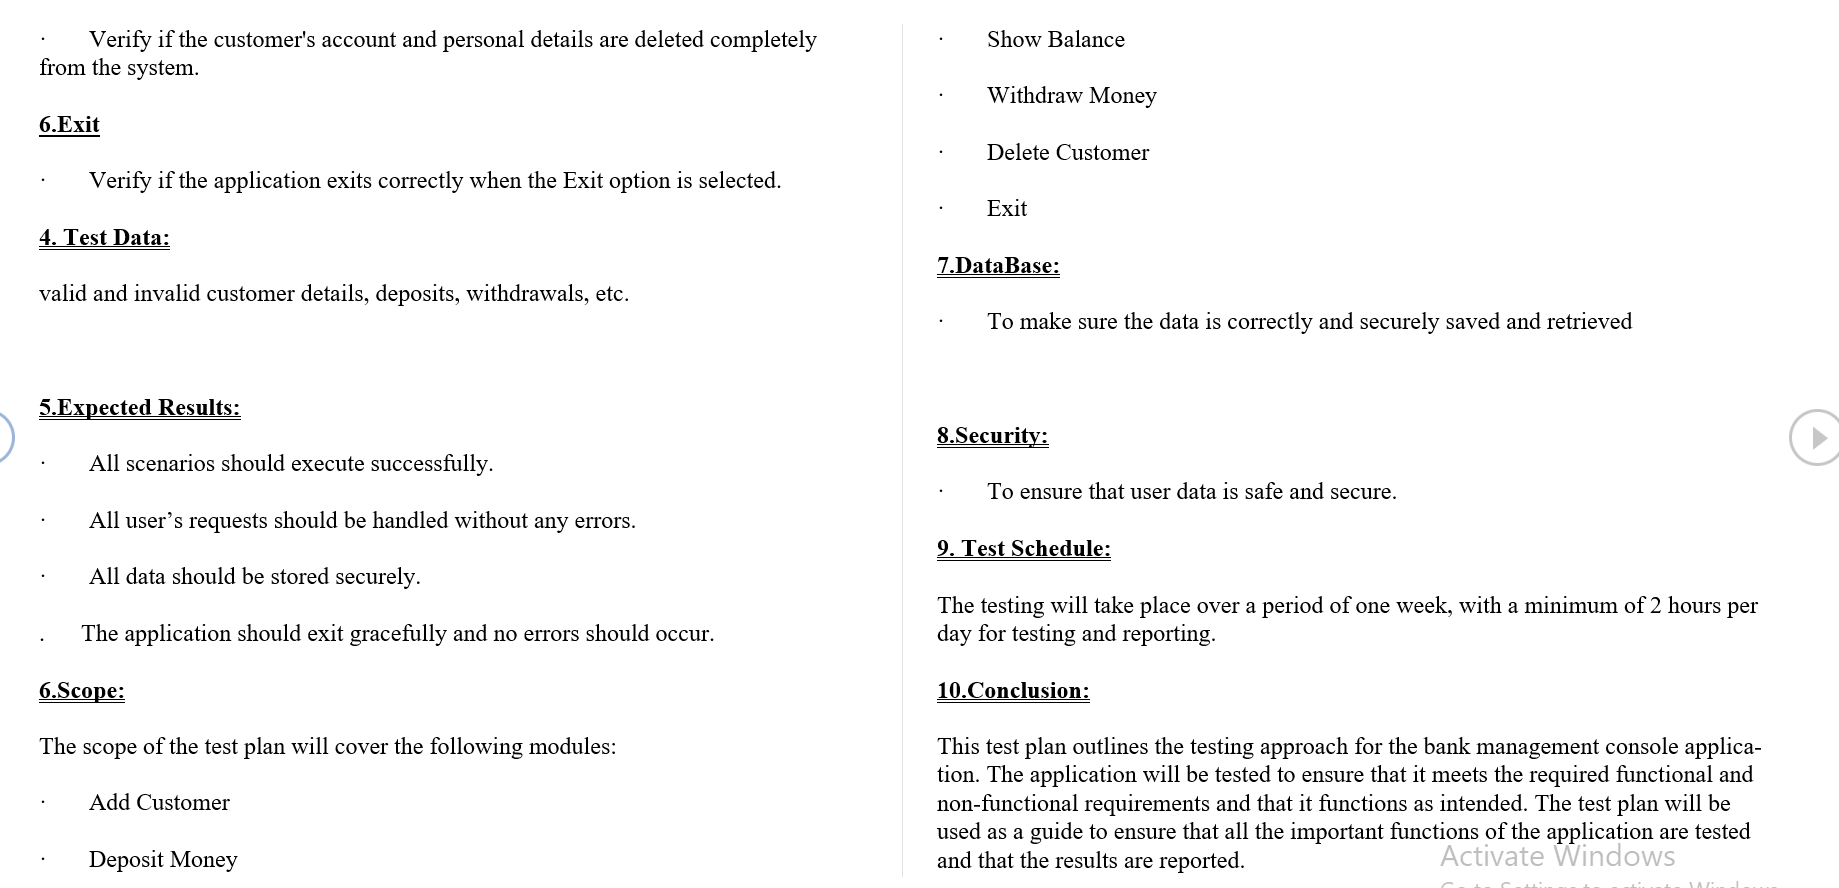 · Verify if the customer's account and personal details are deleted completely
from the system.
6.Exit
· Verify if the application exits correctly when the Exit option is selected.
4. Test Data:
valid and invalid customer details, deposits, withdrawals, etc.
5.Expected Results:
· All scenarios should execute successfully.
· All user’s requests should be handled without any errors.
· All data should be stored securely.
. The application should exit gracefully and no errors should occur.
6.Scope:
The scope of the test plan will cover the following modules:
· Add Customer
· Deposit Money
· Show Balance
· Withdraw Money
· Delete Customer
· Exit
7.DataBase:
· To make sure the data is correctly and securely saved and retrieved
8.Security:
· To ensure that user data is safe and secure.
9. Test Schedule:
The testing will take place over a period of one week, with a minimum of 2 hours per
day for testing and reporting.
10.Conclusion:
This test plan outlines the testing approach for the bank management console applica-
tion. The application will be tested to ensure that it meets the required functional and
non-functional requirements and that it functions as intended. The test plan will be
used as a guide to ensure that all the important functions of the application are tested
and that the results are reported.
Activate Windows